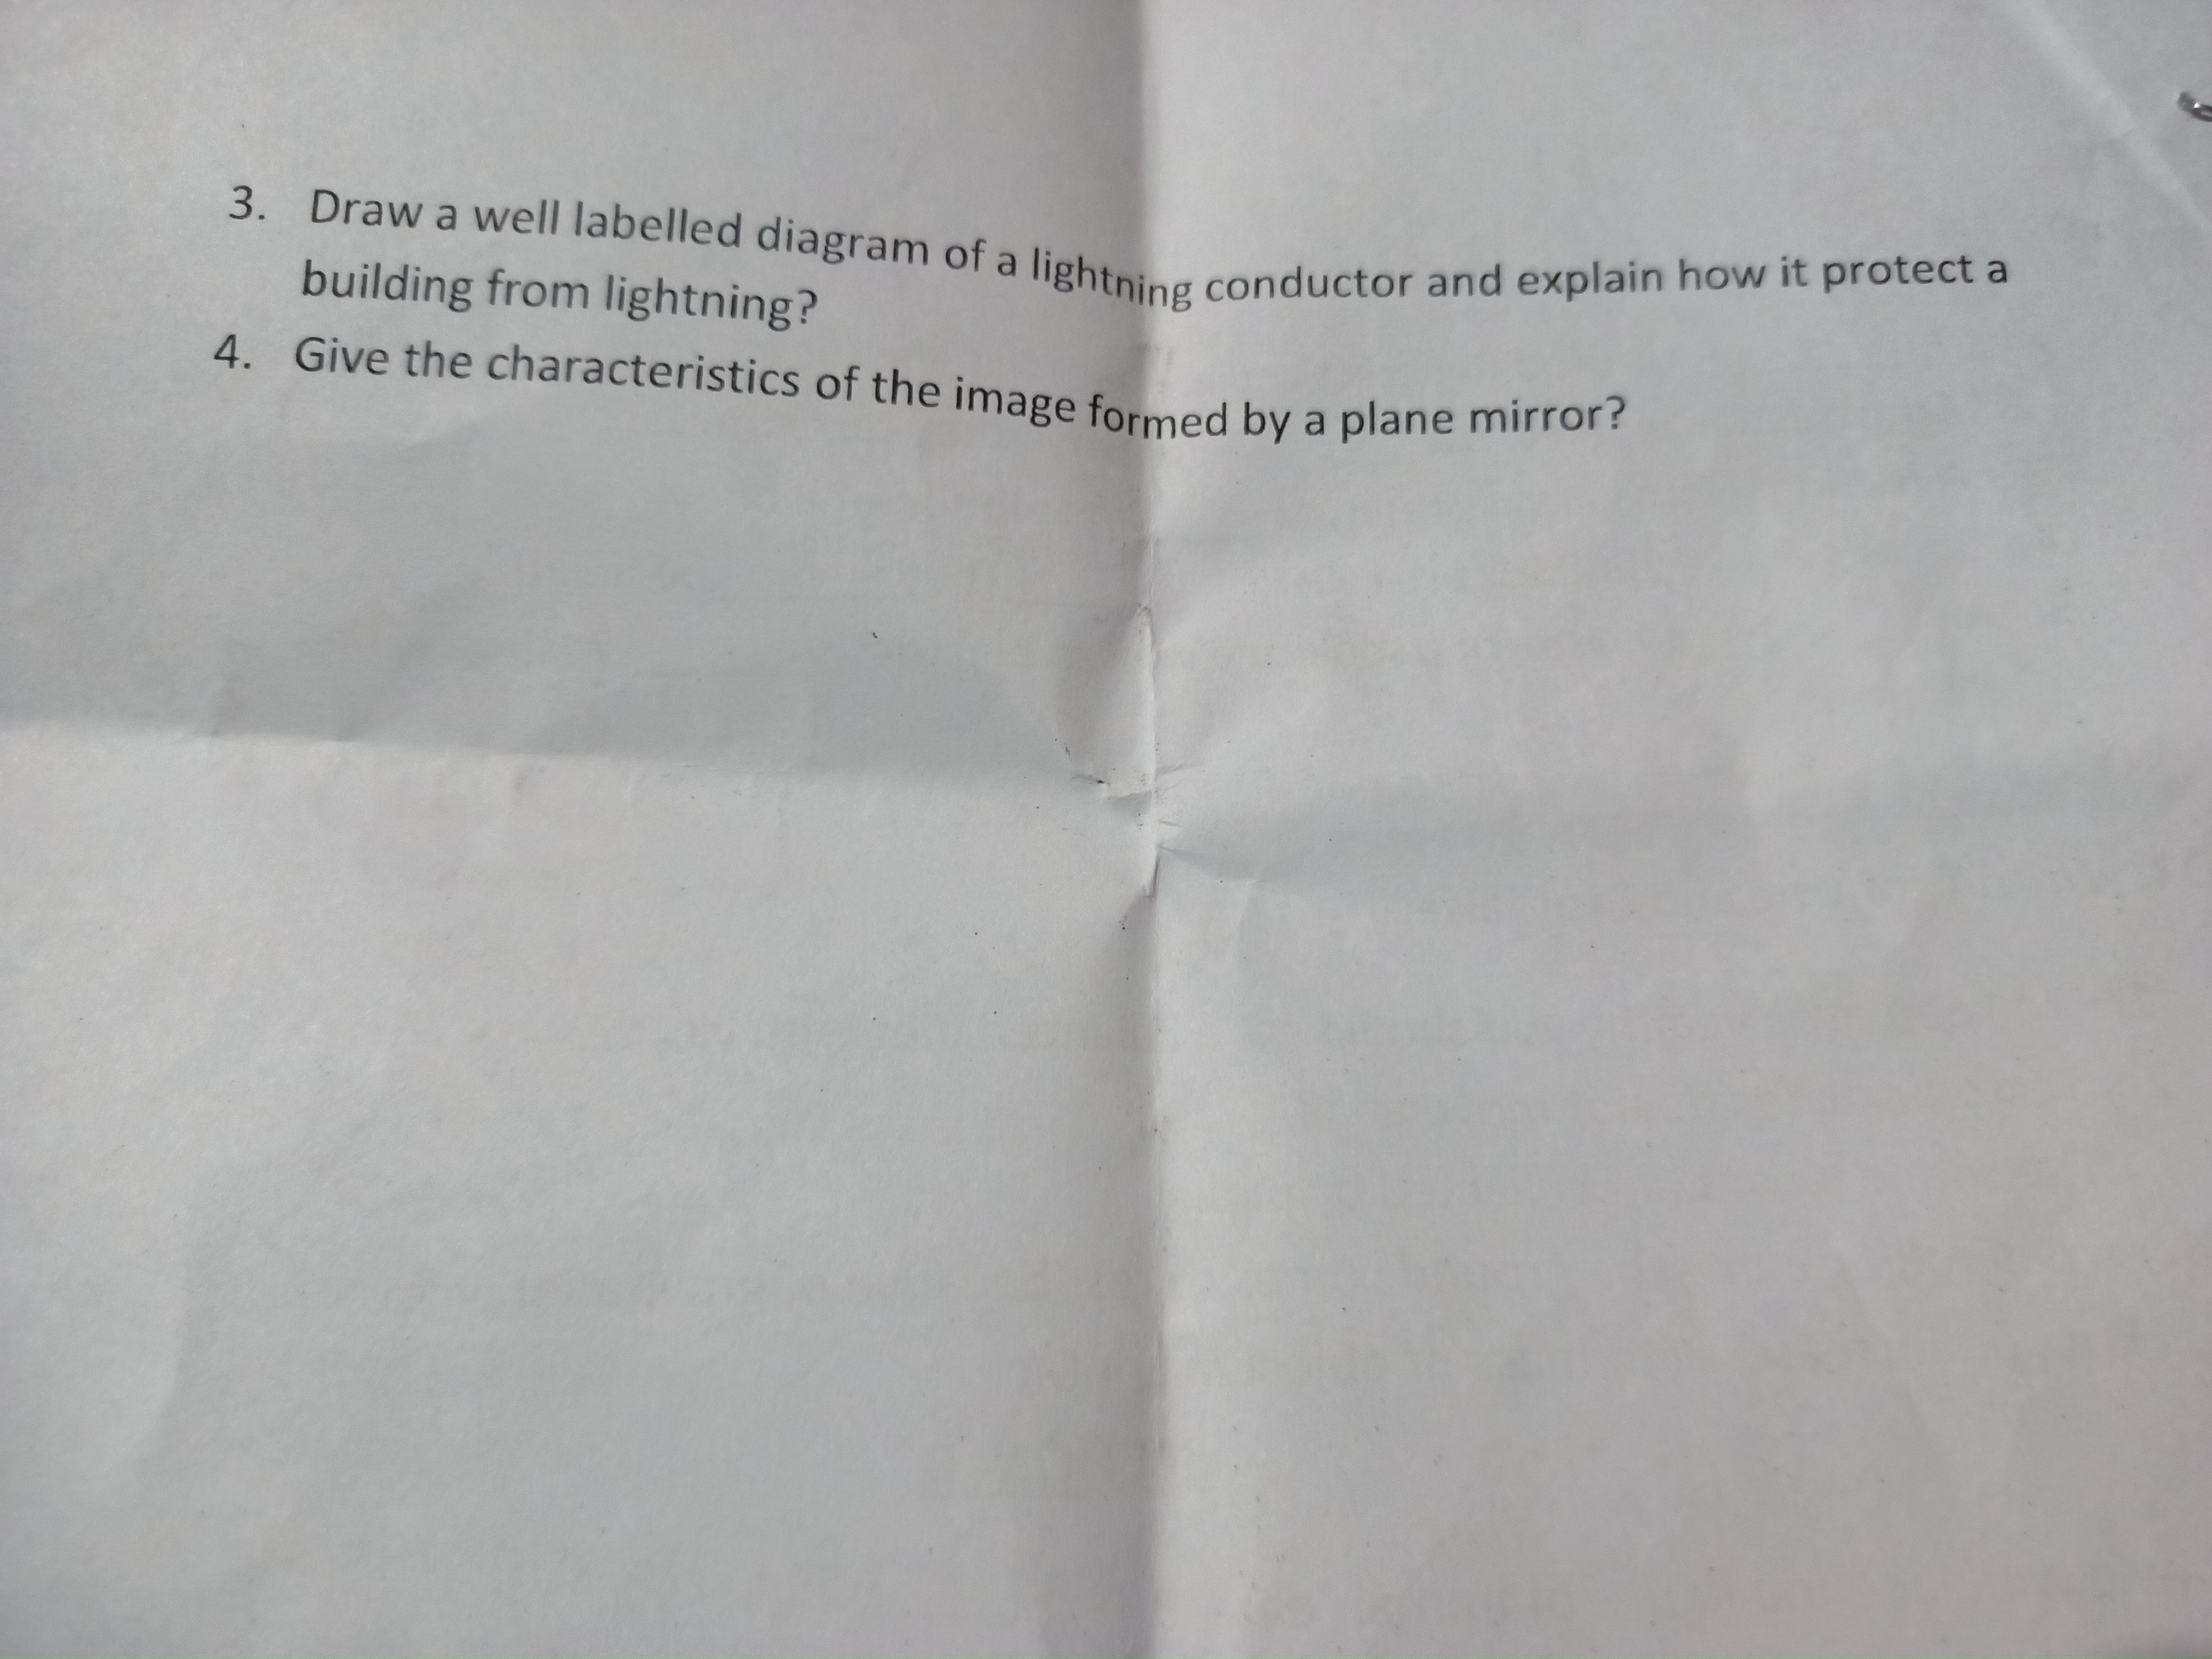 3. Draw a well labelled diagram of a lightning conductor and explain how it protect a
building from lightning?
4. Give the characteristics of the image formed by a plane mirror?